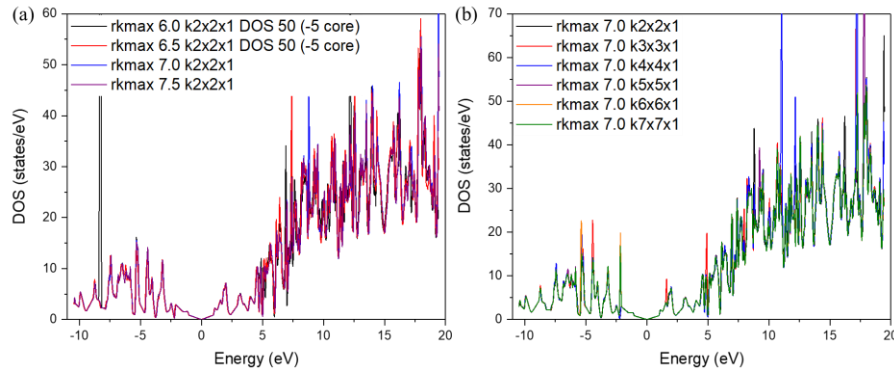 (a)
rkmax 6.0 k2x2x1 DOS 50 (-5 core)
rkmax 6.5 k2x2x1 DOS 50 (-5 core)
rkmax 7.0 k2x2x1
rkmax 7.5 k2x2x1
60
50
40
30
20
10
0
DOS (states/eV)
-10 -5 0 5 10 15 20
Energy (eV)
(b)
rkmax 7.0 k2x2x1
rkmax 7.0 k3x3x1
rkmax 7.0 k4x4x1
rkmax 7.0 k5x5x1
rkmax 7.0 k6x6x1
rkmax 7.0 k7x7x1
70
60
50
40
30
20
10
0
DOS (states/eV)
-10 -5 0 5 10 15 20
Energy (eV)